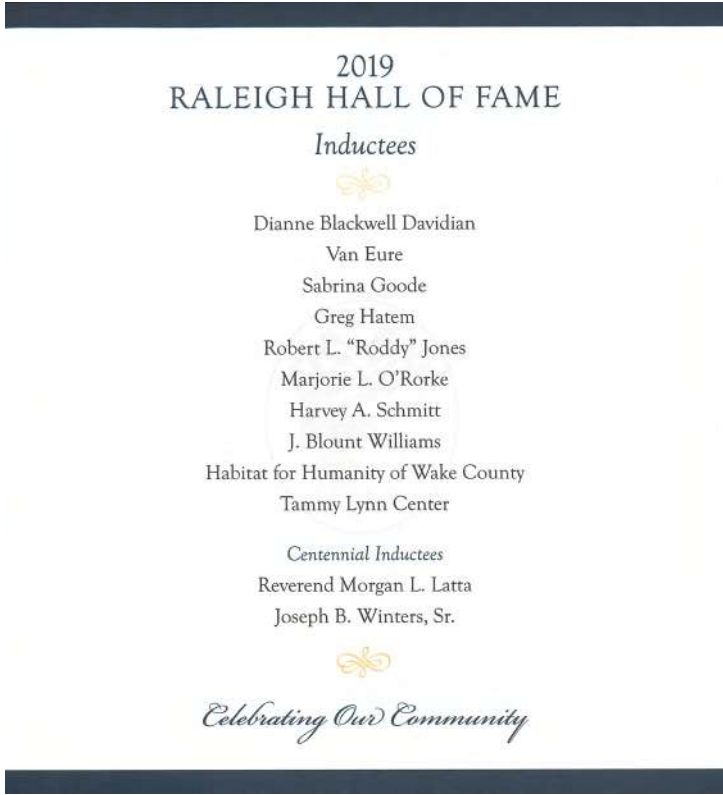 2019
RALEIGH HALL OF FAME
Inductees
Dianne Blackwell Davidian
Van Eure
Sabrina Goode
Greg Hatem
Robert L. “Roddy” Jones
Marjorie L. O’Rorke
Harvey A. Schmitt
J. Blount Williams
Habitat for Humanity of Wake County
Tammy Lynn Center
Centennial Inductees
Reverend Morgan L. Latta
Joseph B. Winters, Sr.
Celebrating Our Community